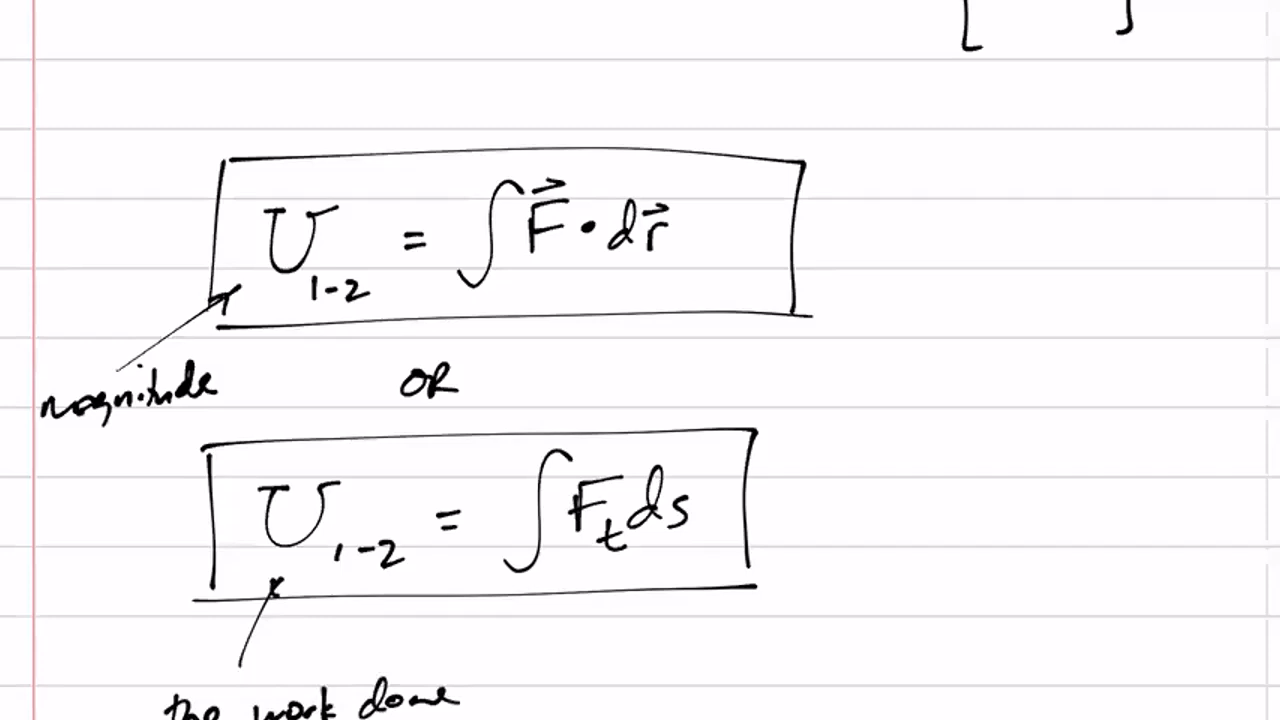 [ ]
U₁₋₂ = ∫ F⃗ • dr⃗
magnitude
OR
U₁₋₂ = ∫ Fₜ ds
the work done